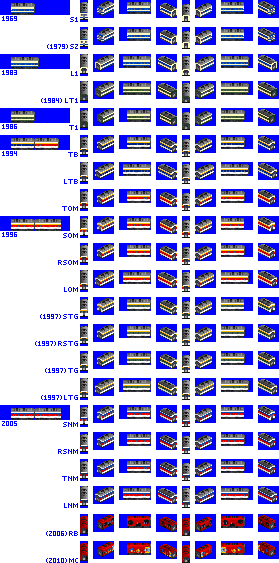 1969 S1
(1979) S2
1983 L1
(1984) LT1
1986 T1
1994 TB
LTB
TOM
1996 SOM
RSOM
LOM
(1997) STG
(1997) RSTG
(1997) TG
(1997) LTG
2005 SNM
RSNM
TNM
LNM
(2006) RB
(2010) MC